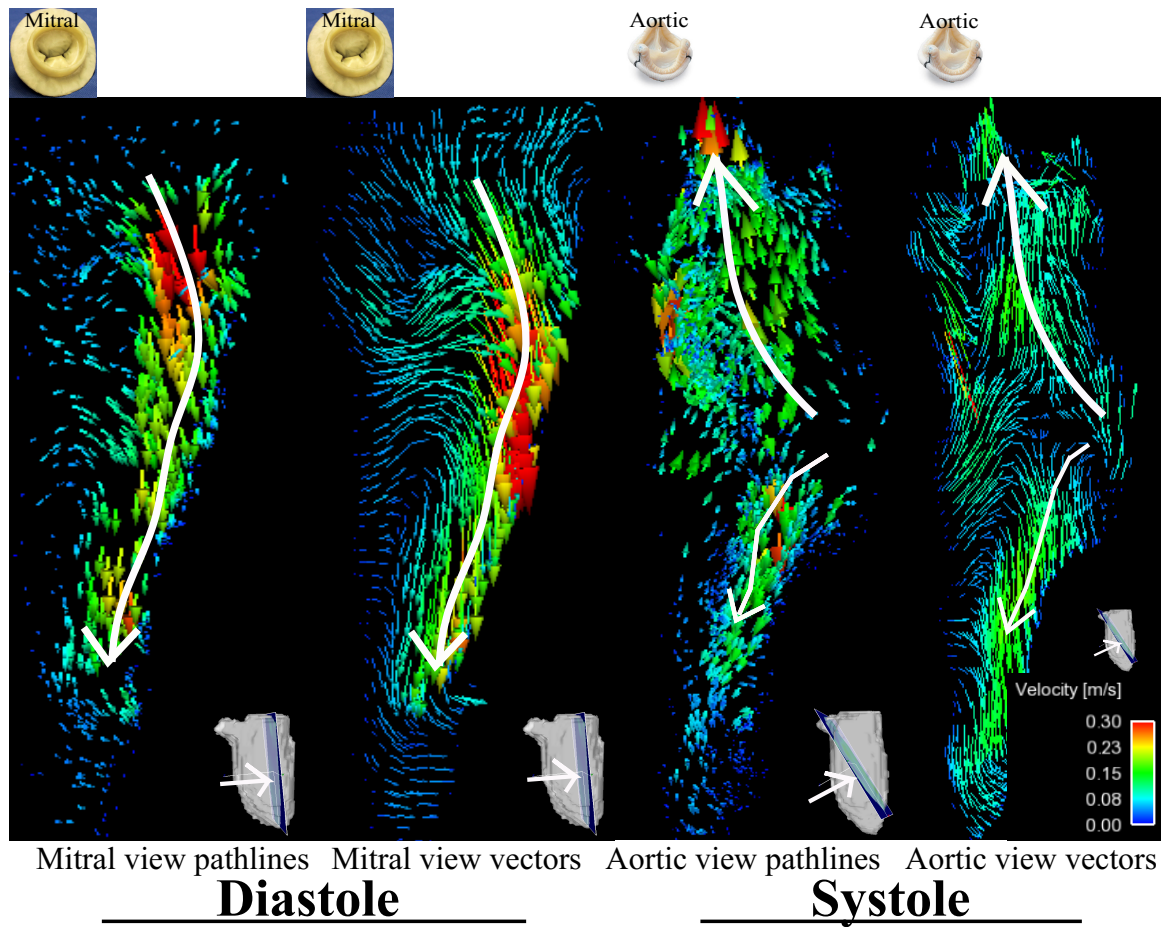 Mitral
Mitral
Aortic
Aortic
Velocity [m/s]
0.30
0.23
0.15
0.08
0.00
Mitral view pathlines
Mitral view vectors
Aortic view pathlines
Aortic view vectors
Diastole
Systole